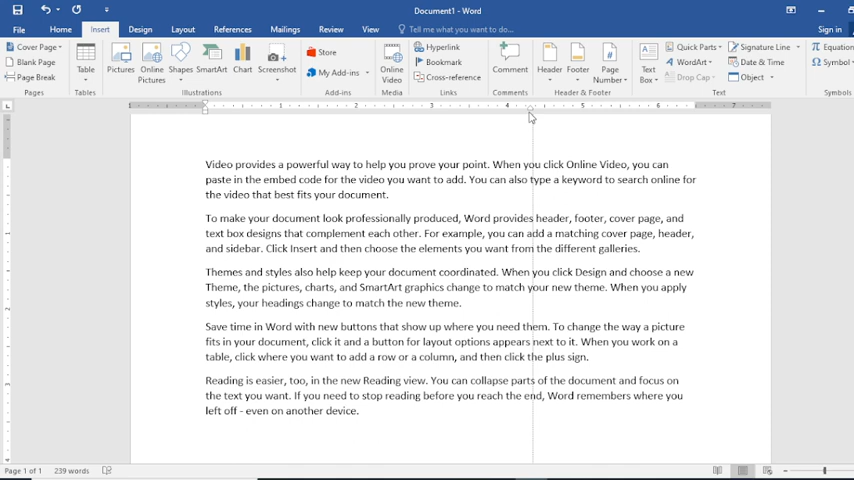 Document1 - Word
File Home Insert Design Layout References Mailings Review View Tell me what you want to do... Sign in
Cover Page
Blank Page
Page Break
Pages
Table
Tables
Pictures
Online Pictures
Shapes
SmartArt
Chart
Screenshot
Illustrations
Store
My Add-ins
Add-ins
Online Video
Media
Hyperlink
Bookmark
Cross-reference
Links
Comment
Comments
Header
Footer
Page Number
Header & Footer
Text Box
Quick Parts
WordArt
Drop Cap
Signature Line
Date & Time
Object
Text
Equation
Symbol
Symbols
1 1 2 3 4 5 6 7
Video provides a powerful way to help you prove your point. When you click Online Video, you can
paste in the embed code for the video you want to add. You can also type a keyword to search online for
the video that best fits your document.
To make your document look professionally produced, Word provides header, footer, cover page, and
text box designs that complement each other. For example, you can add a matching cover page, header,
and sidebar. Click Insert and then choose the elements you want from the different galleries.
Themes and styles also help keep your document coordinated. When you click Design and choose a new
Theme, the pictures, charts, and SmartArt graphics change to match your new theme. When you apply
styles, your headings change to match the new theme.
Save time in Word with new buttons that show up where you need them. To change the way a picture
fits in your document, click it and a button for layout options appears next to it. When you work on a
table, click where you want to add a row or a column, and then click the plus sign.
Reading is easier, too, in the new Reading view. You can collapse parts of the document and focus on
the text you want. If you need to stop reading before you reach the end, Word remembers where you
left off - even on another device.
Page 1 of 1 239 words